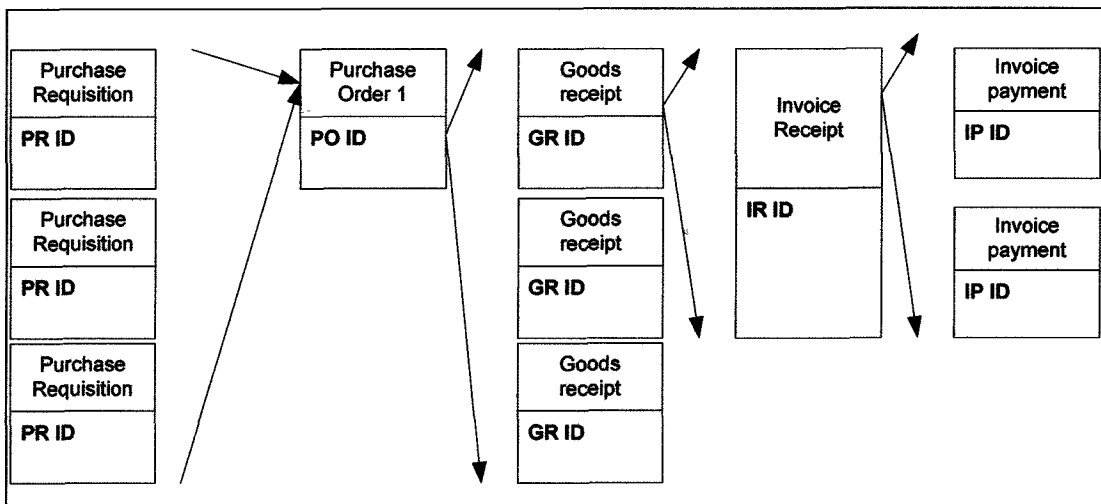 Purchase
Requisition
PR ID
Purchase
Requisition
PR ID
Purchase
Requisition
PR ID
Purchase
Order 1
PO ID
Goods
receipt
GR ID
Goods
receipt
GR ID
Goods
receipt
GR ID
Invoice
Receipt
IR ID
Invoice
payment
IP ID
Invoice
payment
IP ID